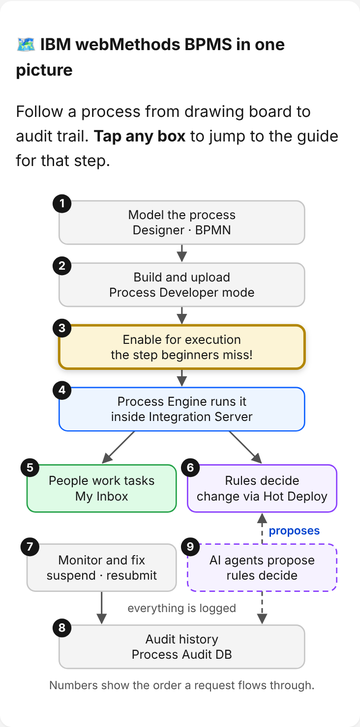 🗺️ IBM webMethods BPMS in one
picture
Follow a process from drawing board to
audit trail. Tap any box to jump to the guide
for that step.
1
Model the process
Designer · BPMN
2
Build and upload
Process Developer mode
3
Enable for execution
the step beginners miss!
4
Process Engine runs it
inside Integration Server
5
People work tasks
My Inbox
6
Rules decide
change via Hot Deploy
proposes
7
Monitor and fix
suspend · resubmit
9
AI agents propose
rules decide
everything is logged
8
Audit history
Process Audit DB
Numbers show the order a request flows through.